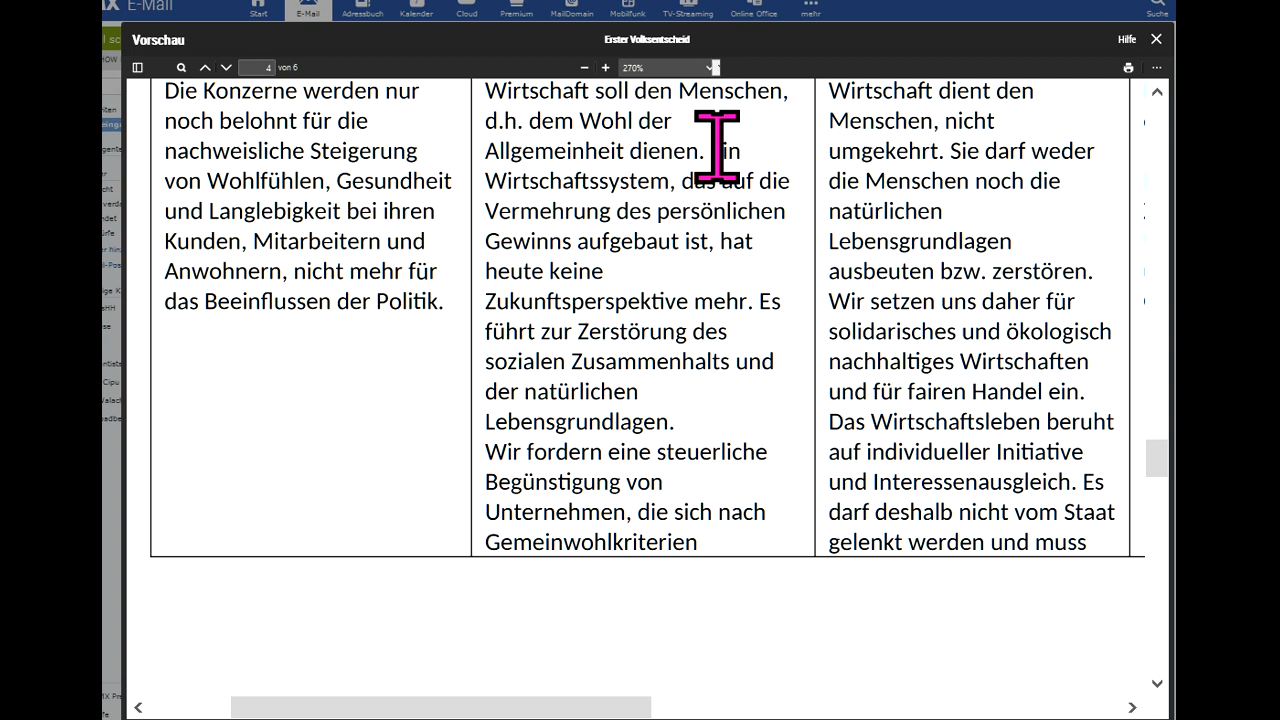 E-Mail
Start
E-Mail
Adressbuch
Kalender
Cloud
Premium
MailDomain
Mobilfunk
TV-Streaming
Online Office
mehr
Suche
Vorschau
Erster Volksentscheid
Hilfe
4 von 6
270%
Die Konzerne werden nur
noch belohnt für die
nachweisliche Steigerung
von Wohlfühlen, Gesundheit
und Langlebigkeit bei ihren
Kunden, Mitarbeitern und
Anwohnern, nicht mehr für
das Beeinflussen der Politik.
Wirtschaft soll den Menschen,
d.h. dem Wohl der
Allgemeinheit dienen.
Wirtschaftssystem, das auf die
Vermehrung des persönlichen
Gewinns aufgebaut ist, hat
heute keine
Zukunftsperspektive mehr. Es
führt zur Zerstörung des
sozialen Zusammenhalts und
der natürlichen
Lebensgrundlagen.
Wir fordern eine steuerliche
Begünstigung von
Unternehmen, die sich nach
Gemeinwohlkriterien
Wirtschaft dient den
Menschen, nicht
umgekehrt. Sie darf weder
die Menschen noch die
natürlichen
Lebensgrundlagen
ausbeuten bzw. zerstören.
Wir setzen uns daher für
solidarisches und ökologisch
nachhaltiges Wirtschaften
und für fairen Handel ein.
Das Wirtschaftsleben beruht
auf individueller Initiative
und Interessenausgleich. Es
darf deshalb nicht vom Staat
gelenkt werden und muss